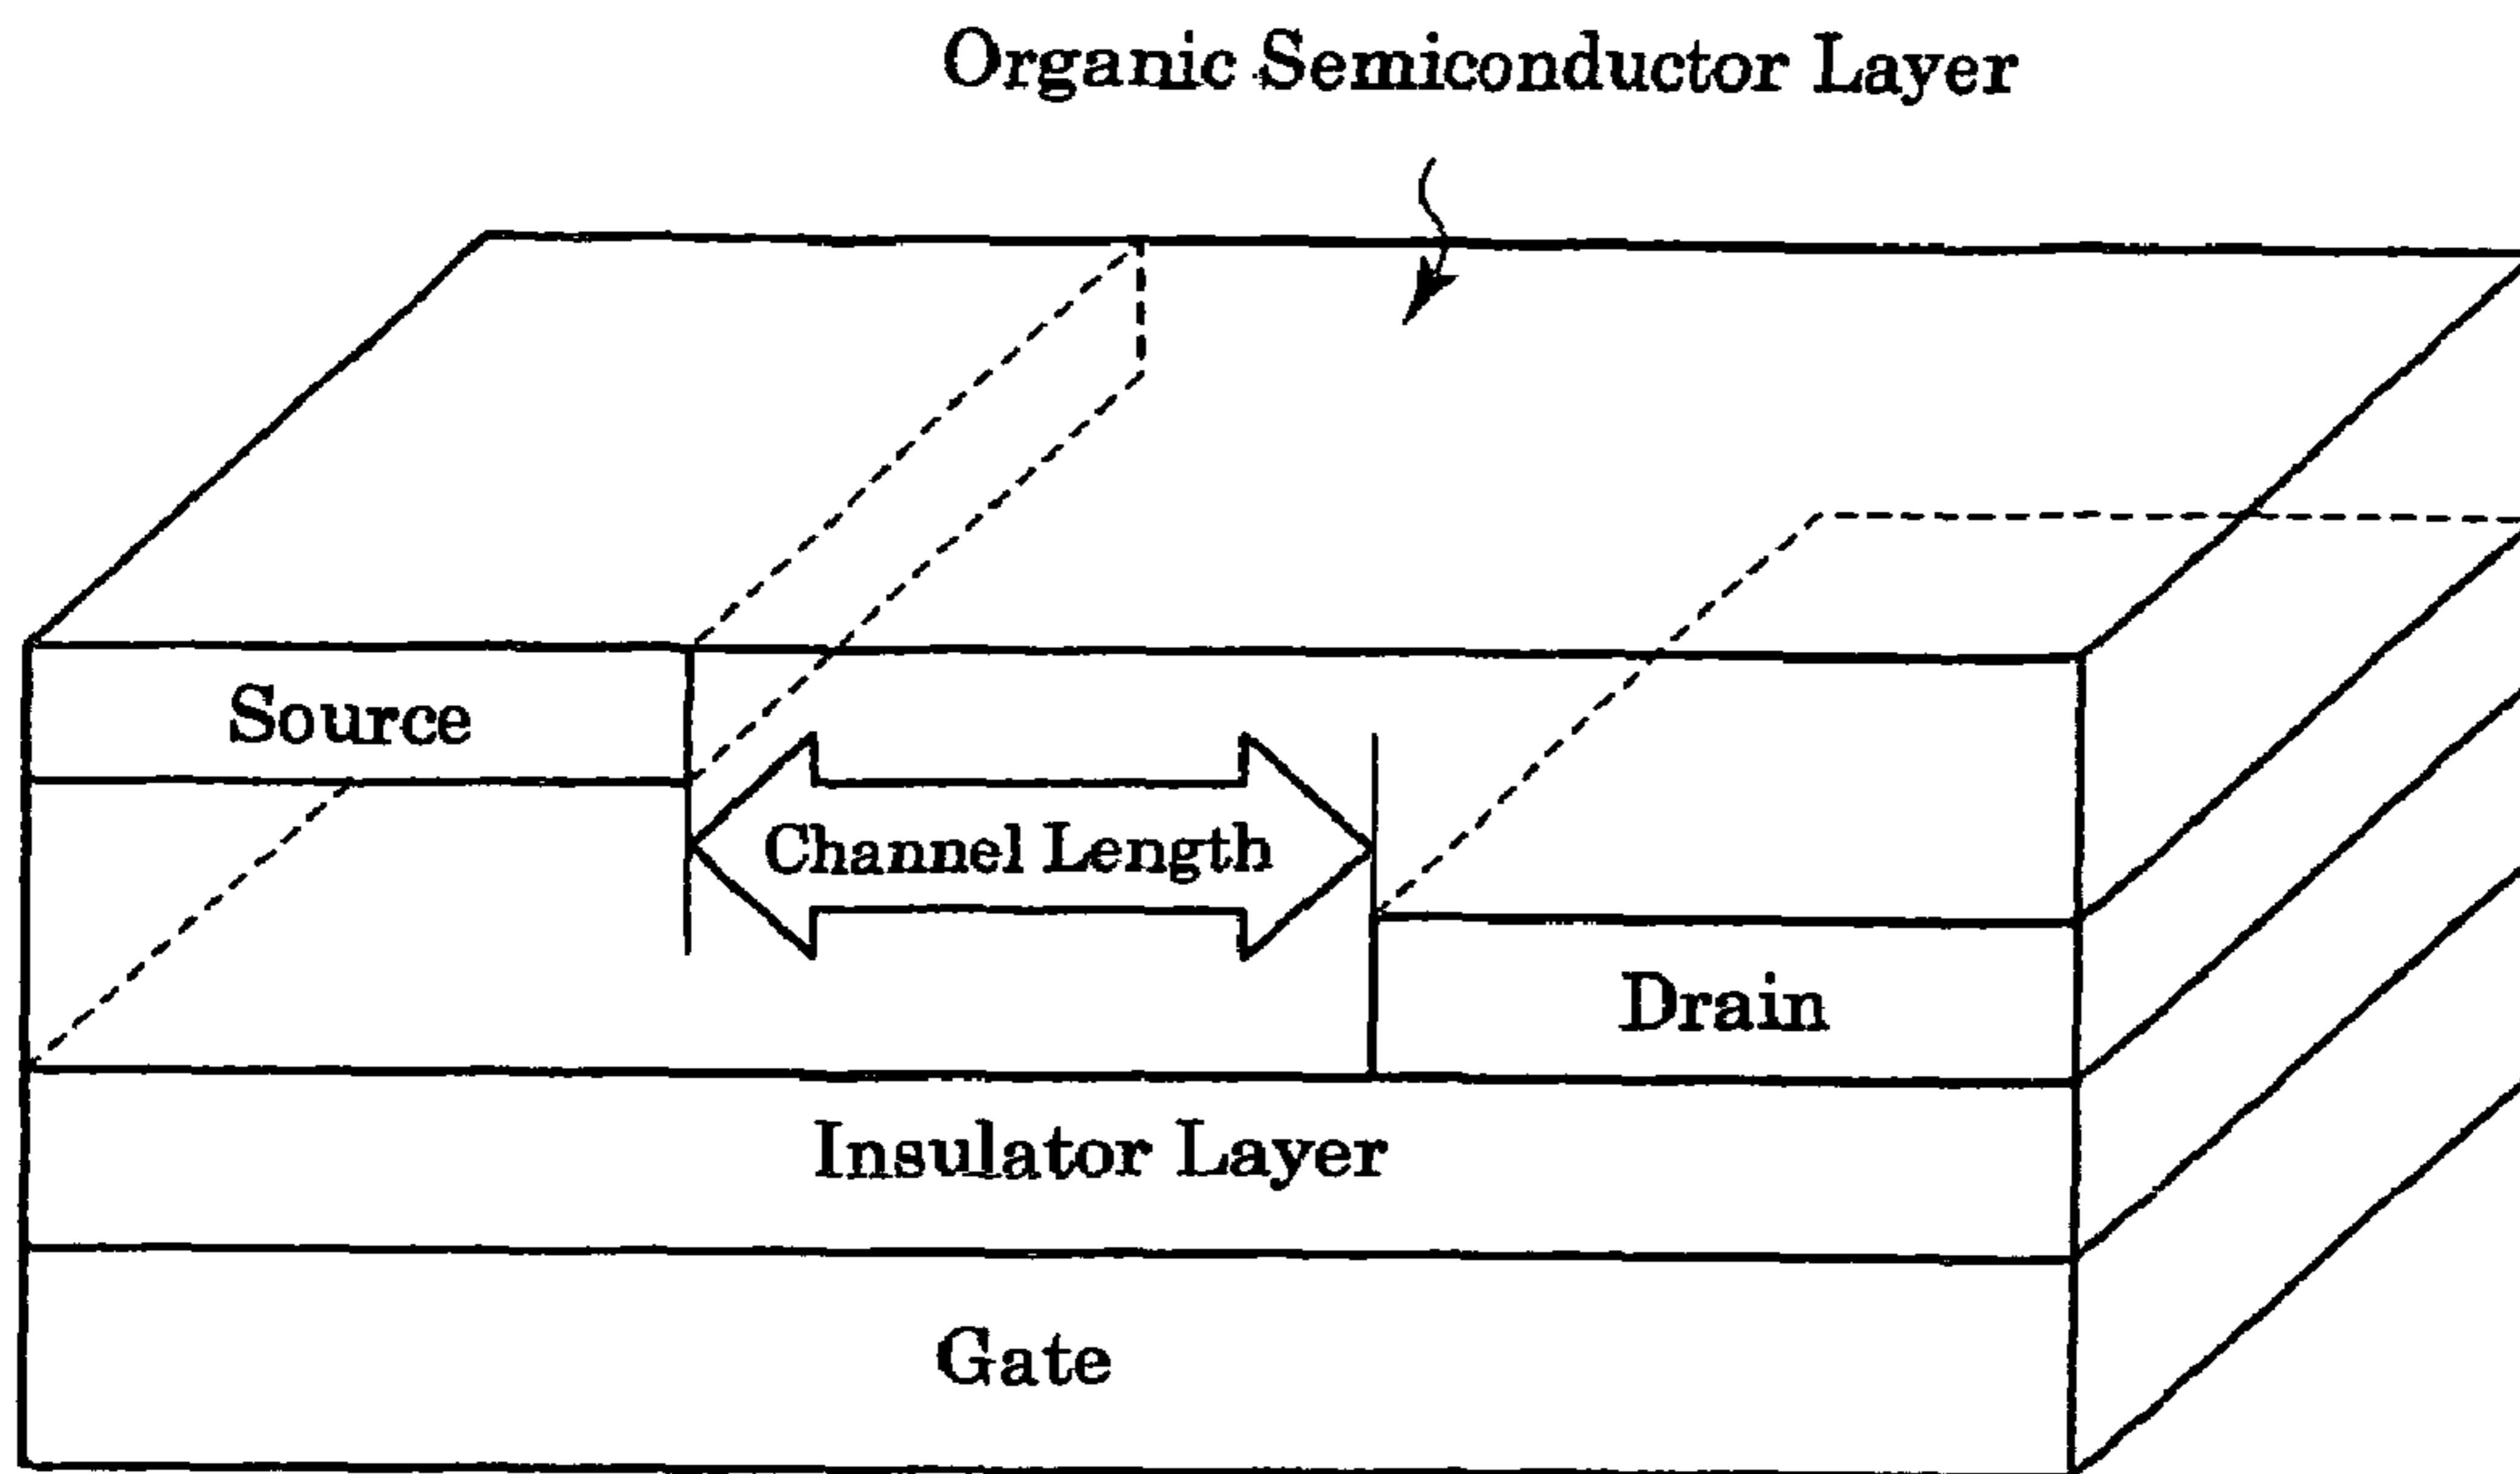 Organic Semiconductor Layer
Source
Channel Length
Drain
Insulator Layer
Gate